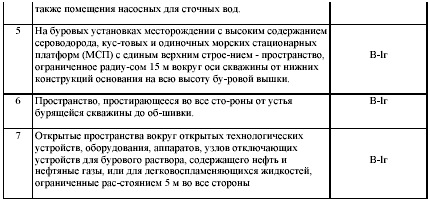 также помещения насосных для сточных вод.
5
На буровых установках месторождении с высоким содержанием
сероводорода, кус-товых и одиночных морских стационарных
платформ (МСП) с единым верхним строе-нием - пространство,
ограниченное радиу-сом 15 м вокруг оси скважины от нижних
конструкций основания на всю высоту бу-ровой вышки.
В-Iг
6
Пространство, простирающееся во все сто-роны от устья
бурящейся скважины до об-шивки.
В-Iг
7
Открытые пространства вокруг открытых технологических
устройств, оборудования, аппаратов, узлов отключающих
устройств для бурового раствора, содержащего нефть и
нефтяные газы, или для легковоспламеняющихся жидкостей,
ограниченные рас-стоянием 5 м во все стороны
В-Iг